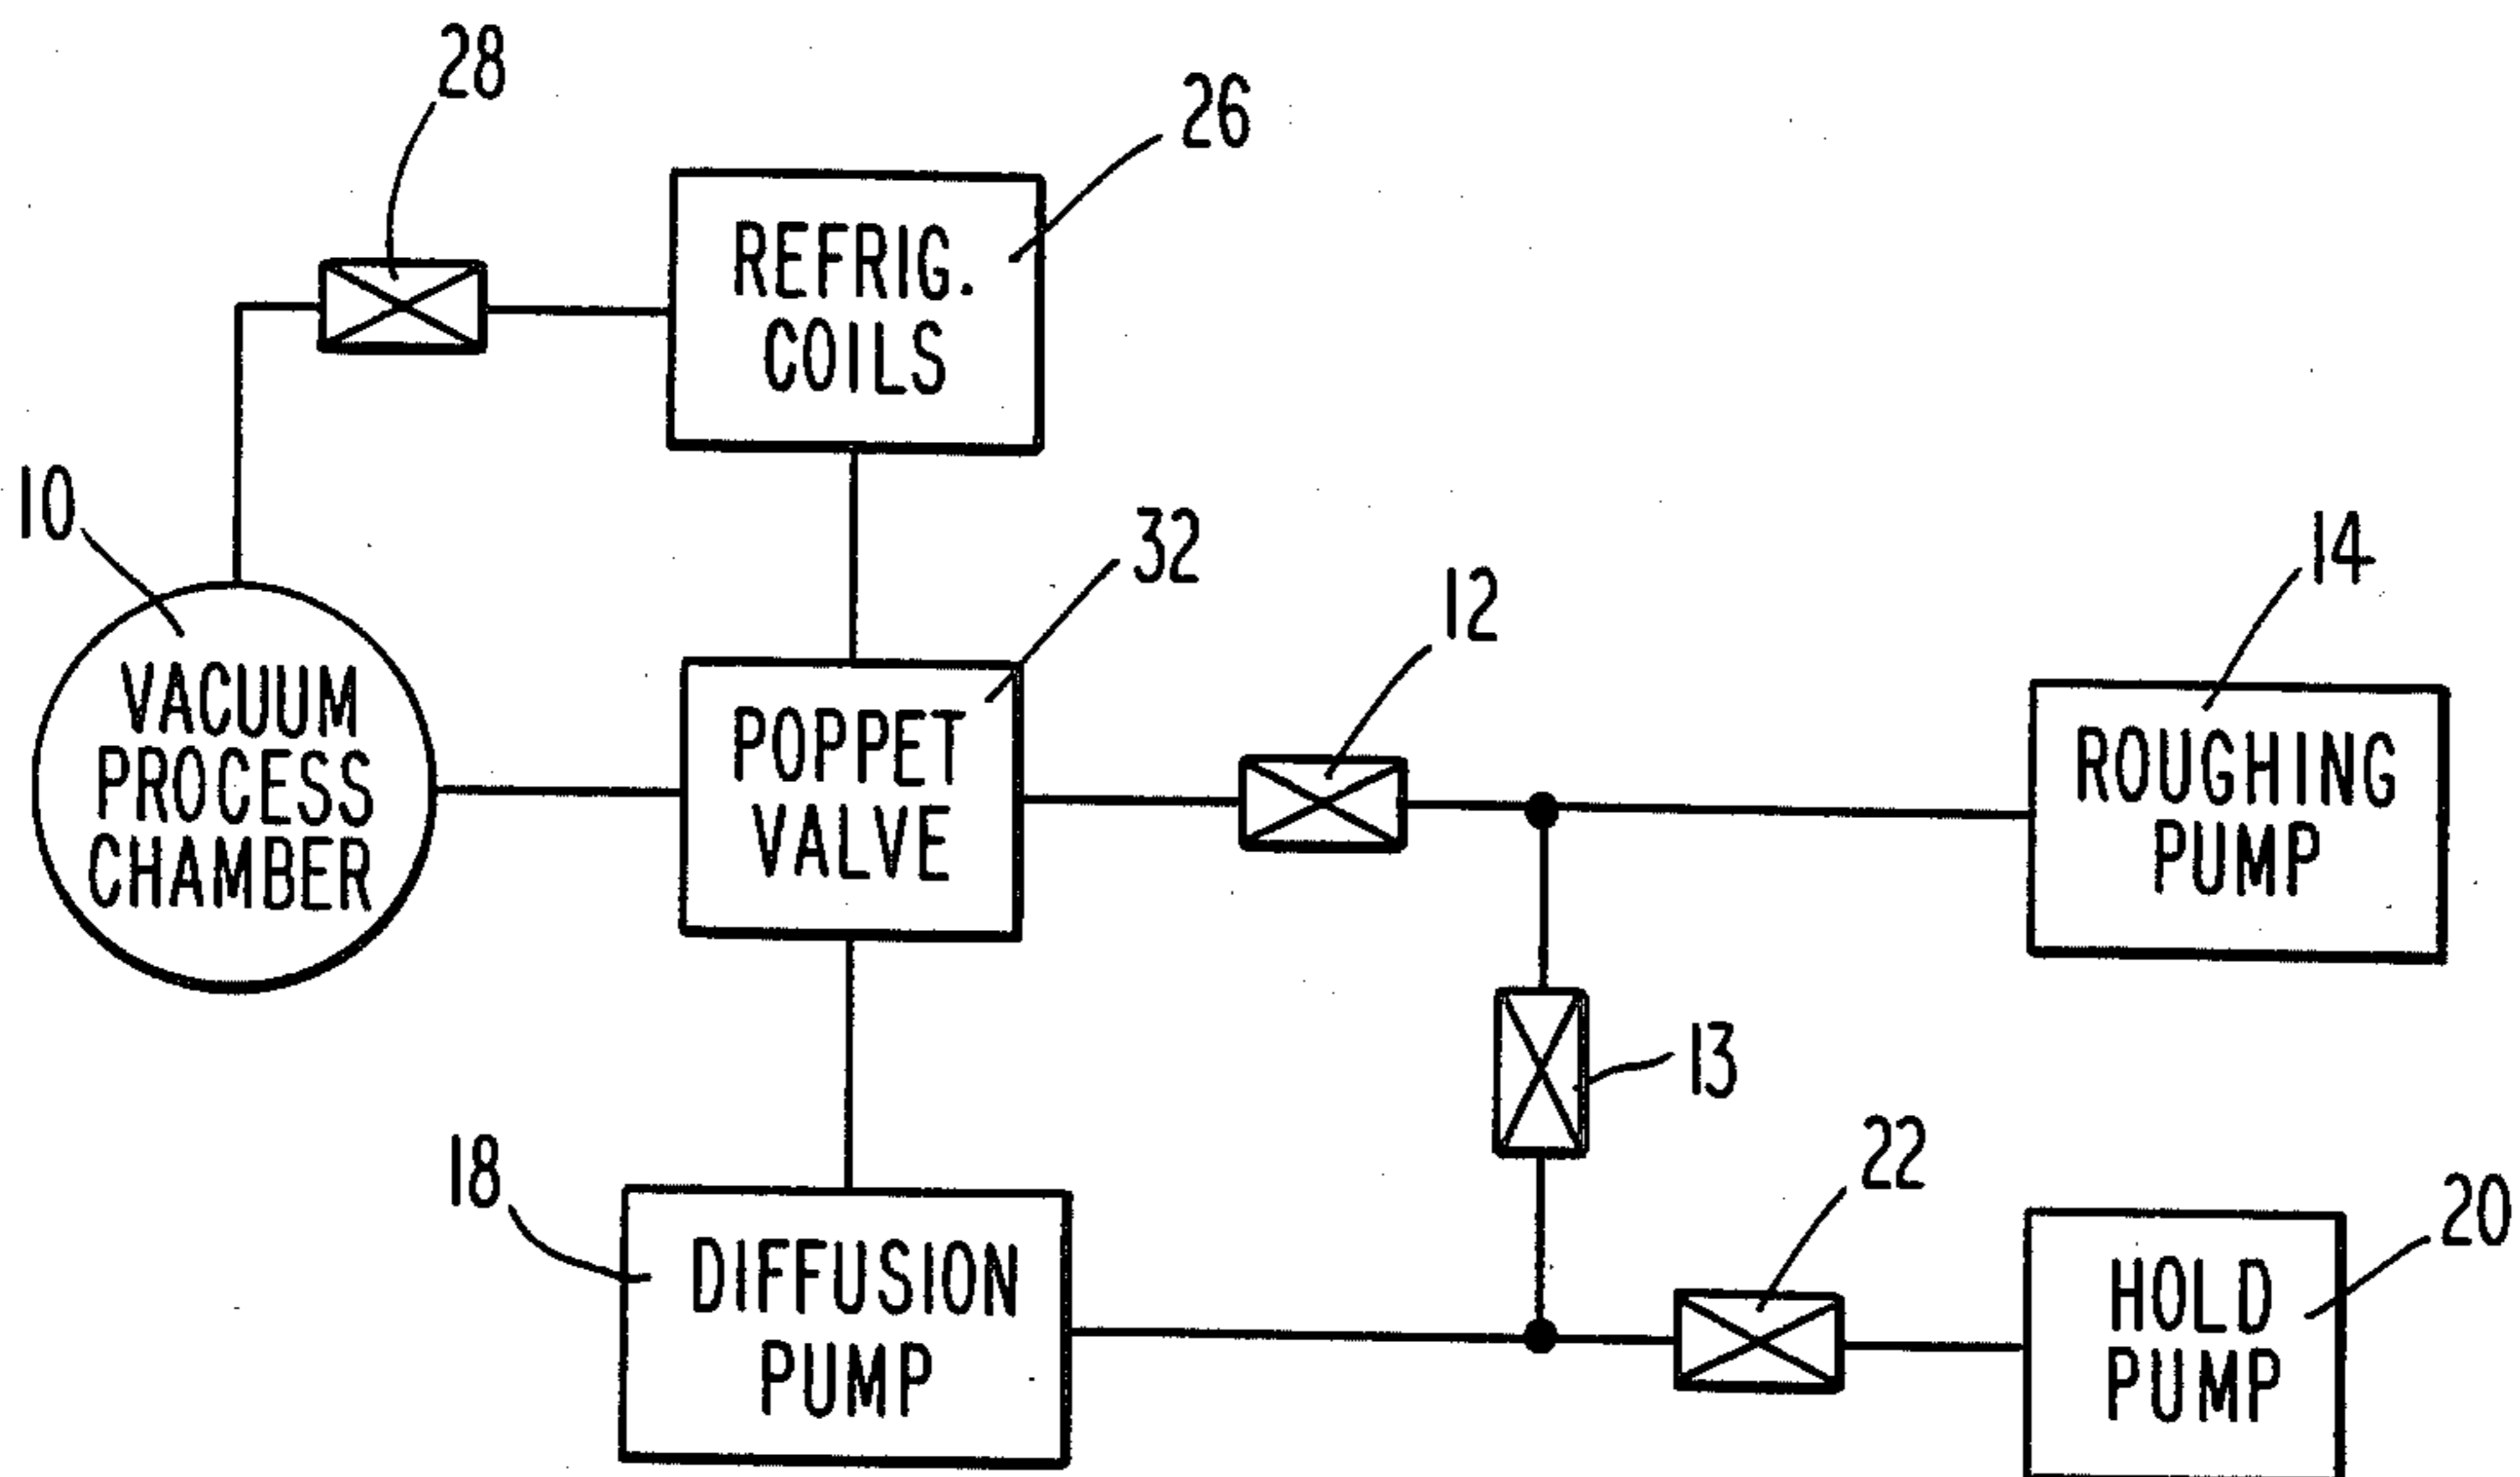 28
26
REFRIG.
COILS
10
32
12
14
VACUUM
PROCESS
CHAMBER
POPPET
VALVE
ROUGHING
PUMP
13
18
22
20
DIFFUSION
PUMP
HOLD
PUMP